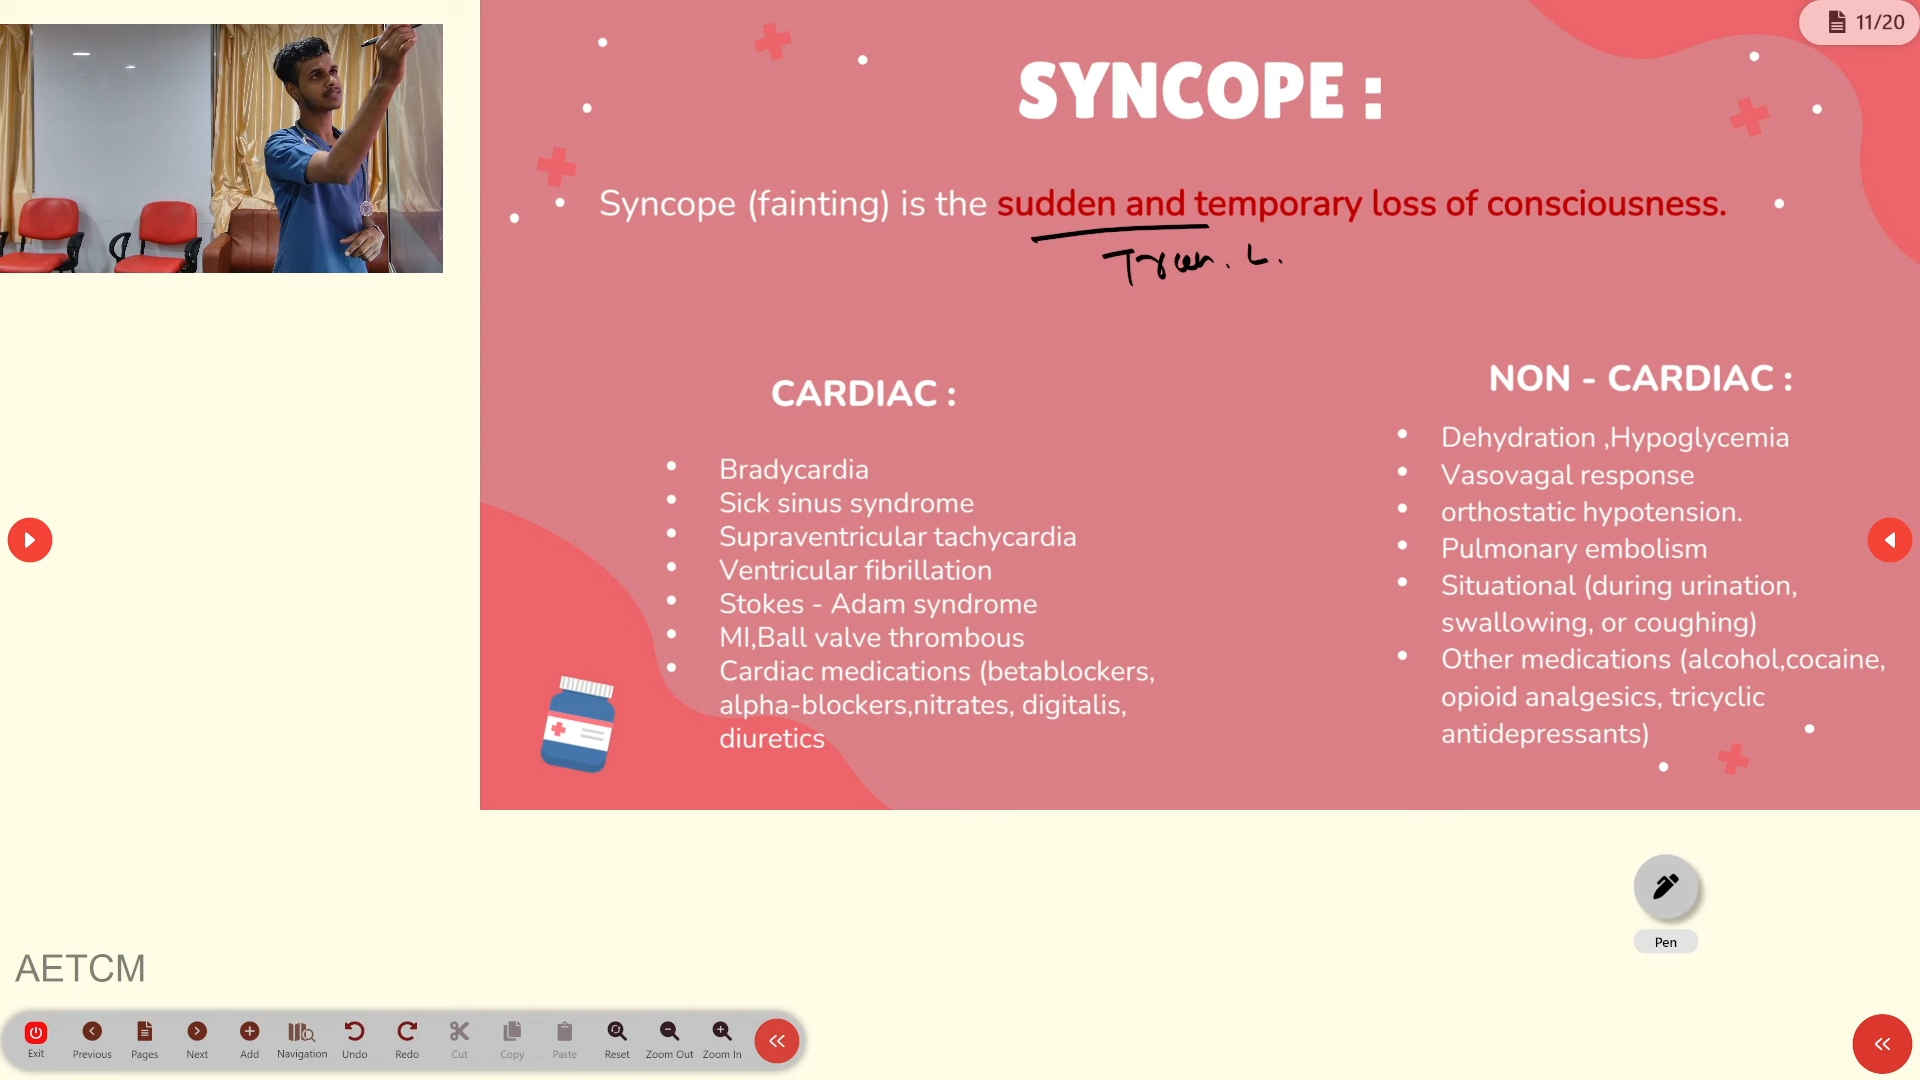 11/20
SYNCOPE :
Syncope (fainting) is the sudden and temporary loss of consciousness.
CARDIAC :
Bradycardia
Sick sinus syndrome
Supraventricular tachycardia
Ventricular fibrillation
Stokes - Adam syndrome
MI,Ball valve thrombous
Cardiac medications (betablockers,
alpha-blockers,nitrates, digitalis,
diuretics
NON - CARDIAC :
Dehydration ,Hypoglycemia
Vasovagal response
orthostatic hypotension.
Pulmonary embolism
Situational (during urination,
swallowing, or coughing)
Other medications (alcohol,cocaine,
opioid analgesics, tricyclic
antidepressants)
Pen
AETCM
Exit Previous Pages Next Add Navigation Undo Redo Cut Copy Paste Reset Zoom Out Zoom In